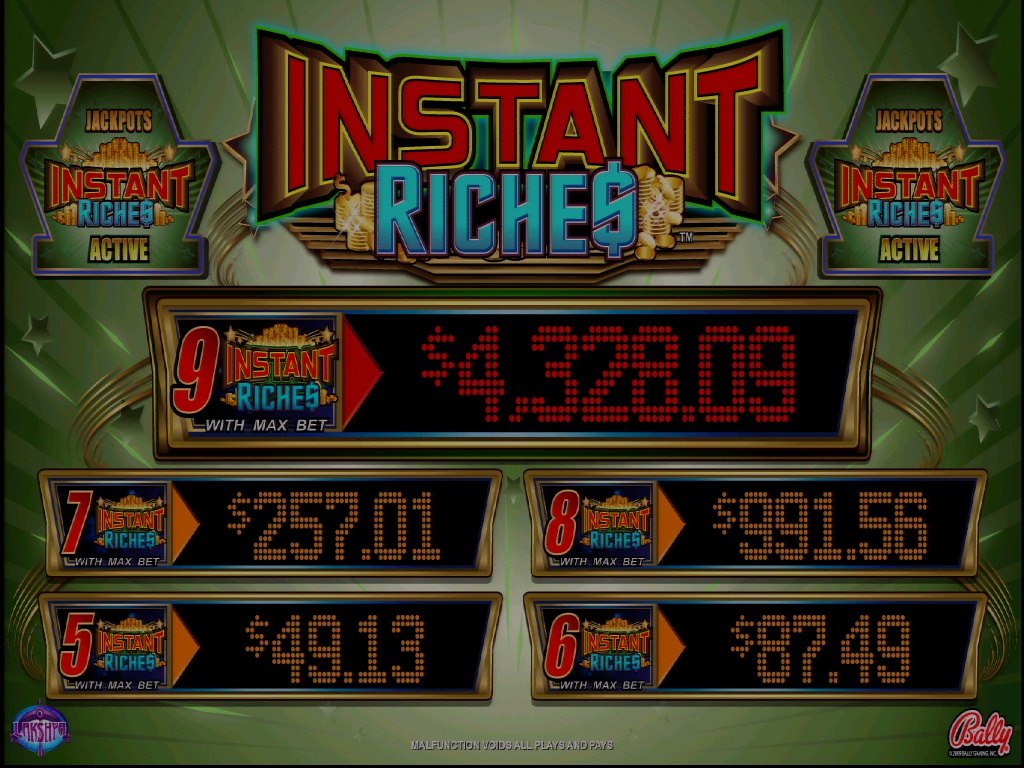 INSTANT
RICHE$
TM
JACKPOTS
INSTANT
RICHE$
ACTIVE
JACKPOTS
INSTANT
RICHE$
ACTIVE
9 INSTANT RICHE$
WITH MAX BET
$4,328.09
7 INSTANT RICHE$
WITH MAX BET
$257.01
8 INSTANT RICHE$
WITH MAX BET
$991.56
5 INSTANT RICHE$
WITH MAX BET
$49.13
6 INSTANT RICHE$
WITH MAX BET
$87.49
MALFUNCTION VOIDS ALL PLAYS AND PAYS
Bally